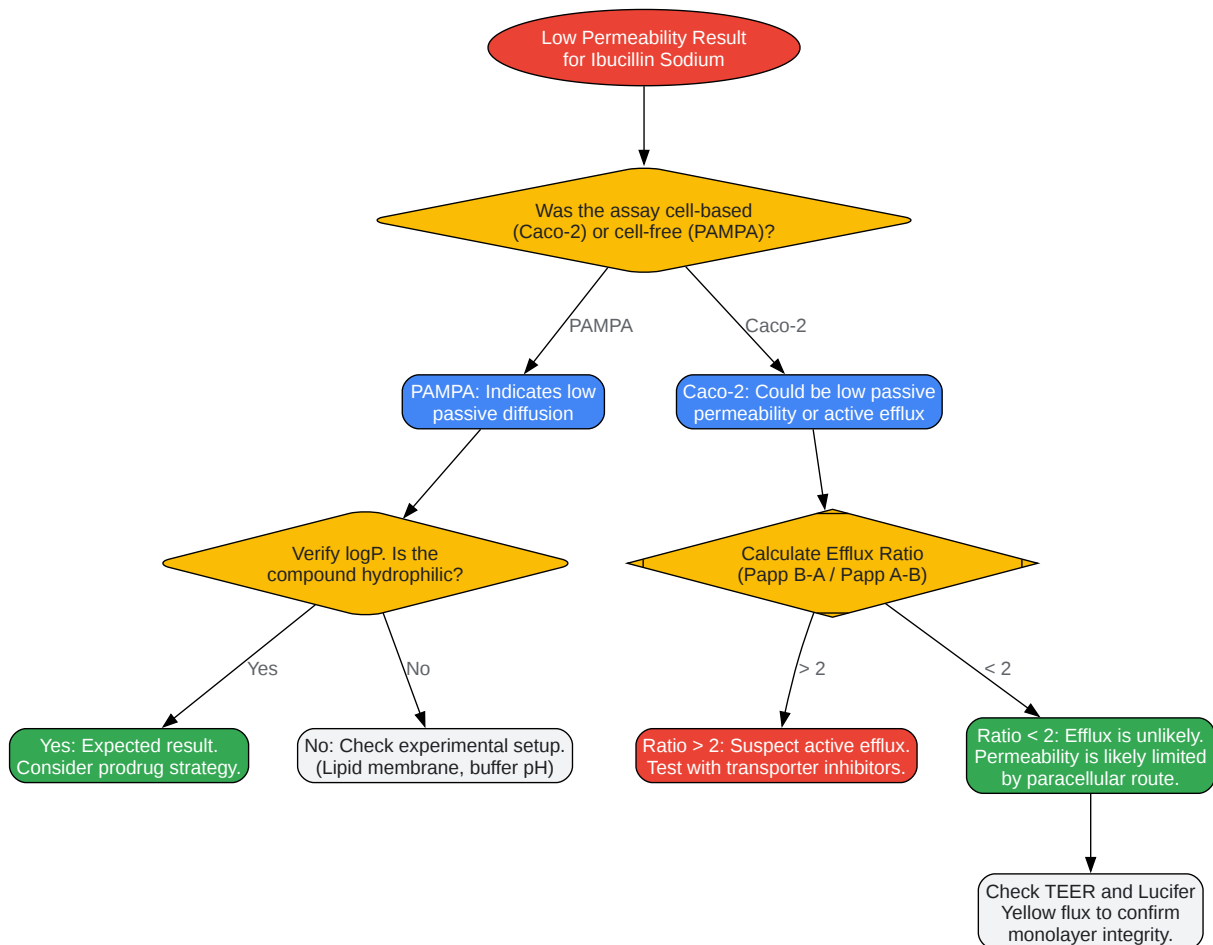 Low Permeability Result
for Ibucillin Sodium
Was the assay cell-based
(Caco-2) or cell-free (PAMPA)?
PAMPA
Caco-2
PAMPA: Indicates low
passive diffusion
Caco-2: Could be low passive
permeability or active efflux
Verify logP. Is the
compound hydrophilic?
Calculate Efflux Ratio
(Papp B-A / Papp A-B)
Yes
No
> 2
< 2
Yes: Expected result.
Consider prodrug strategy.
No: Check experimental setup.
(Lipid membrane, buffer pH)
Ratio > 2: Suspect active efflux.
Test with transporter inhibitors.
Ratio < 2: Efflux is unlikely.
Permeability is likely limited
by paracellular route.
Check TEER and Lucifer
Yellow flux to confirm
monolayer integrity.